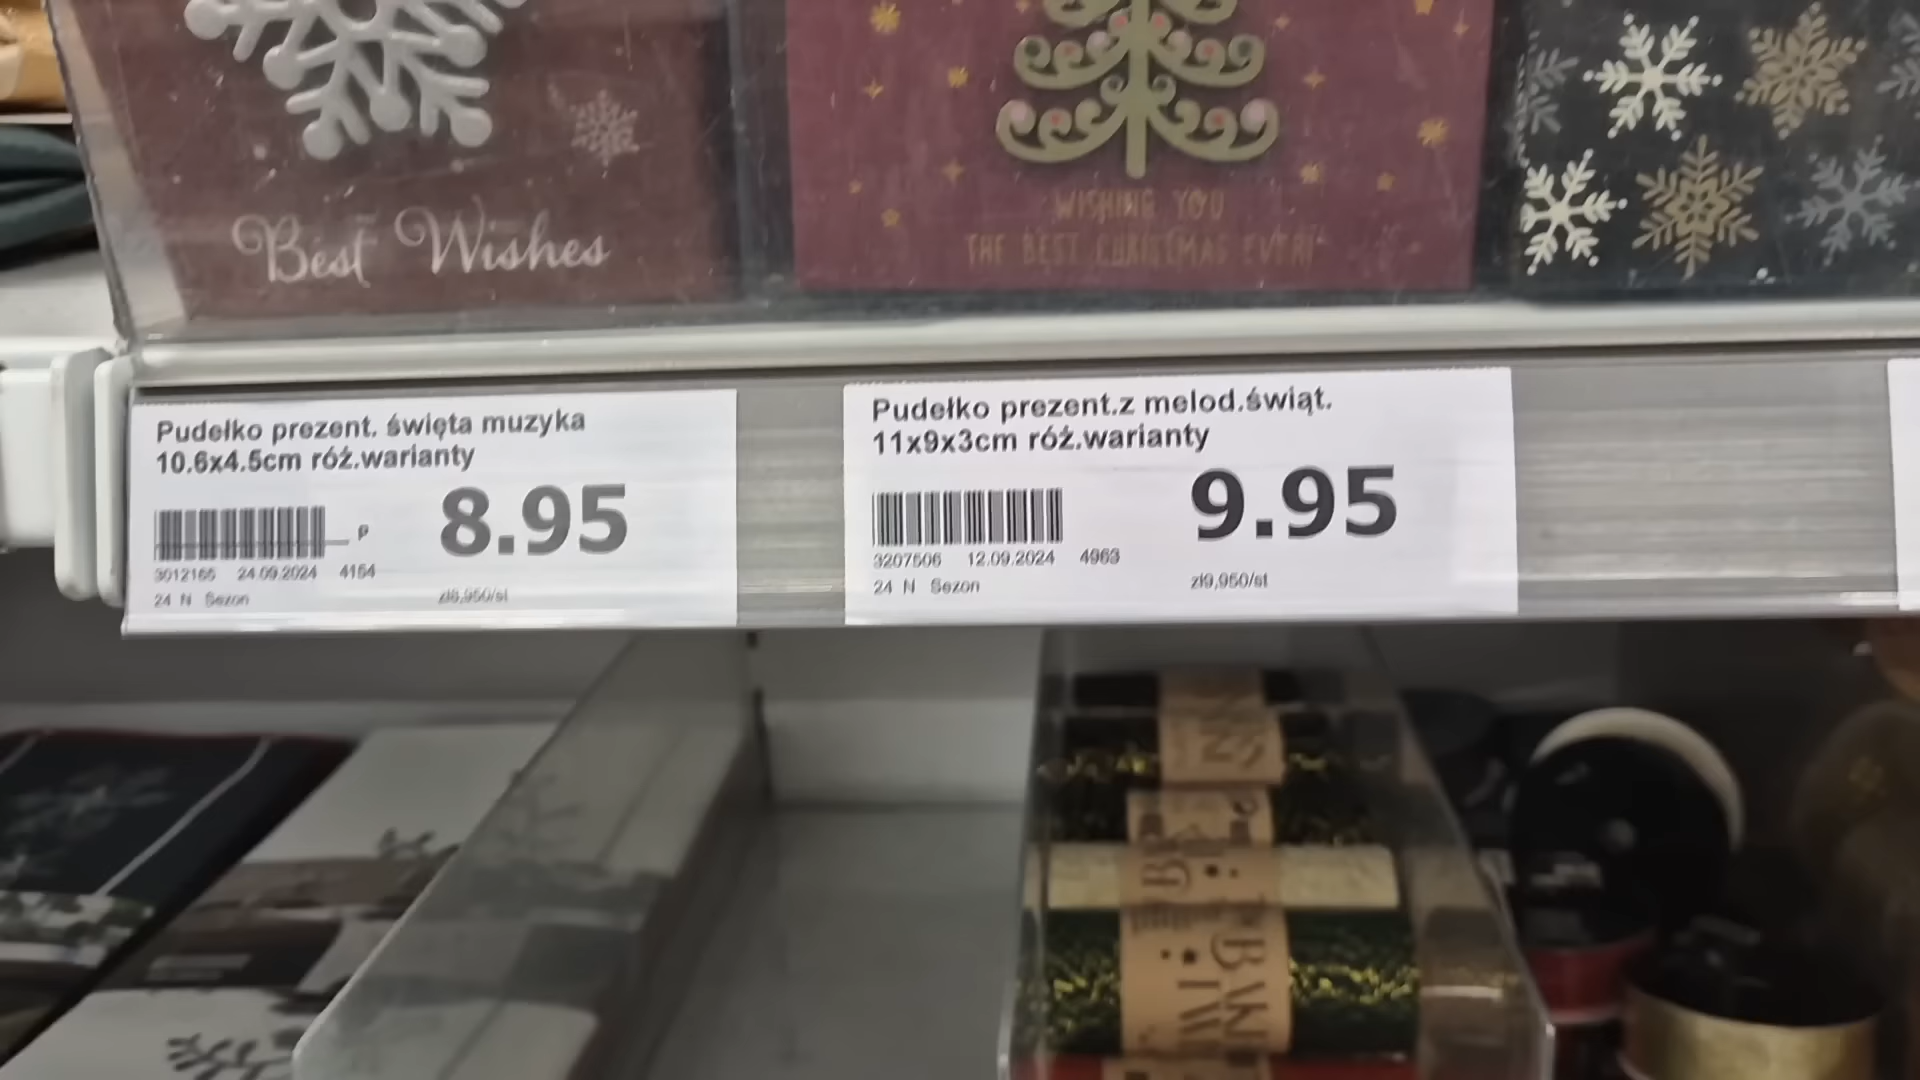 Best Wishes
WISHING YOU
THE BEST CHRISTMAS EVER!
Pudełko prezent. święta muzyka
10.6x4.5cm róż.warianty
8.95
P
3012165 24.09.2024 4154
24 N Sezon
zł8,950/st
Pudełko prezent.z melod.świąt.
11x9x3cm róż.warianty
9.95
3207506 12.09.2024 4963
24 N Sezon
zł9,950/st